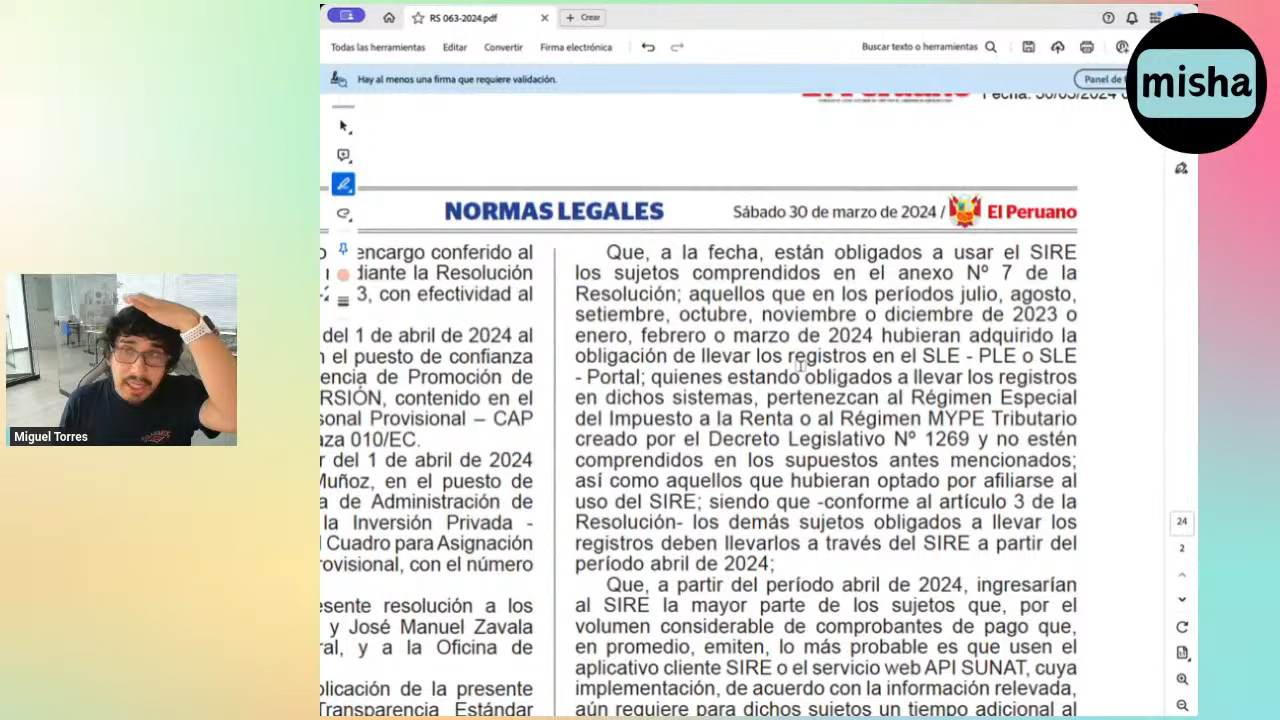 RS 063-2024.pdf
Crear
Todas las herramientas
Editar
Convertir
Firma electrónica
Buscar texto o herramientas
Hay al menos una firma que requiere validación.
Panel de
misha
El Peruano
Fecha: 30/03/2024
NORMAS LEGALES
Sábado 30 de marzo de 2024 /
El Peruano
encargo conferido al
diante la Resolución
3, con efectividad al
del 1 de abril de 2024 al
el puesto de confianza
encia de Promoción de
RSIÓN, contenido en el
sonal Provisional – CAP
aza 010/EC.
r del 1 de abril de 2024
Muñoz, en el puesto de
a de Administración de
la Inversión Privada -
l Cuadro para Asignación
rovisional, con el número
esente resolución a los
y José Manuel Zavala
ral, y a la Oficina de
blicación de la presente
Transparencia Estándar
Que, a la fecha, están obligados a usar el SIRE
los sujetos comprendidos en el anexo Nº 7 de la
Resolución; aquellos que en los períodos julio, agosto,
setiembre, octubre, noviembre o diciembre de 2023 o
enero, febrero o marzo de 2024 hubieran adquirido la
obligación de llevar los registros en el SLE - PLE o SLE
- Portal; quienes estando obligados a llevar los registros
en dichos sistemas, pertenezcan al Régimen Especial
del Impuesto a la Renta o al Régimen MYPE Tributario
creado por el Decreto Legislativo Nº 1269 y no estén
comprendidos en los supuestos antes mencionados;
así como aquellos que hubieran optado por afiliarse al
uso del SIRE; siendo que -conforme al artículo 3 de la
Resolución- los demás sujetos obligados a llevar los
registros deben llevarlos a través del SIRE a partir del
período abril de 2024;
Que, a partir del período abril de 2024, ingresarían
al SIRE la mayor parte de los sujetos que, por el
volumen considerable de comprobantes de pago que,
en promedio, emiten, lo más probable es que usen el
aplicativo cliente SIRE o el servicio web API SUNAT, cuya
implementación, de acuerdo con la información relevada,
aún requiere para dichos sujetos un tiempo adicional al
24
2
Miguel Torres